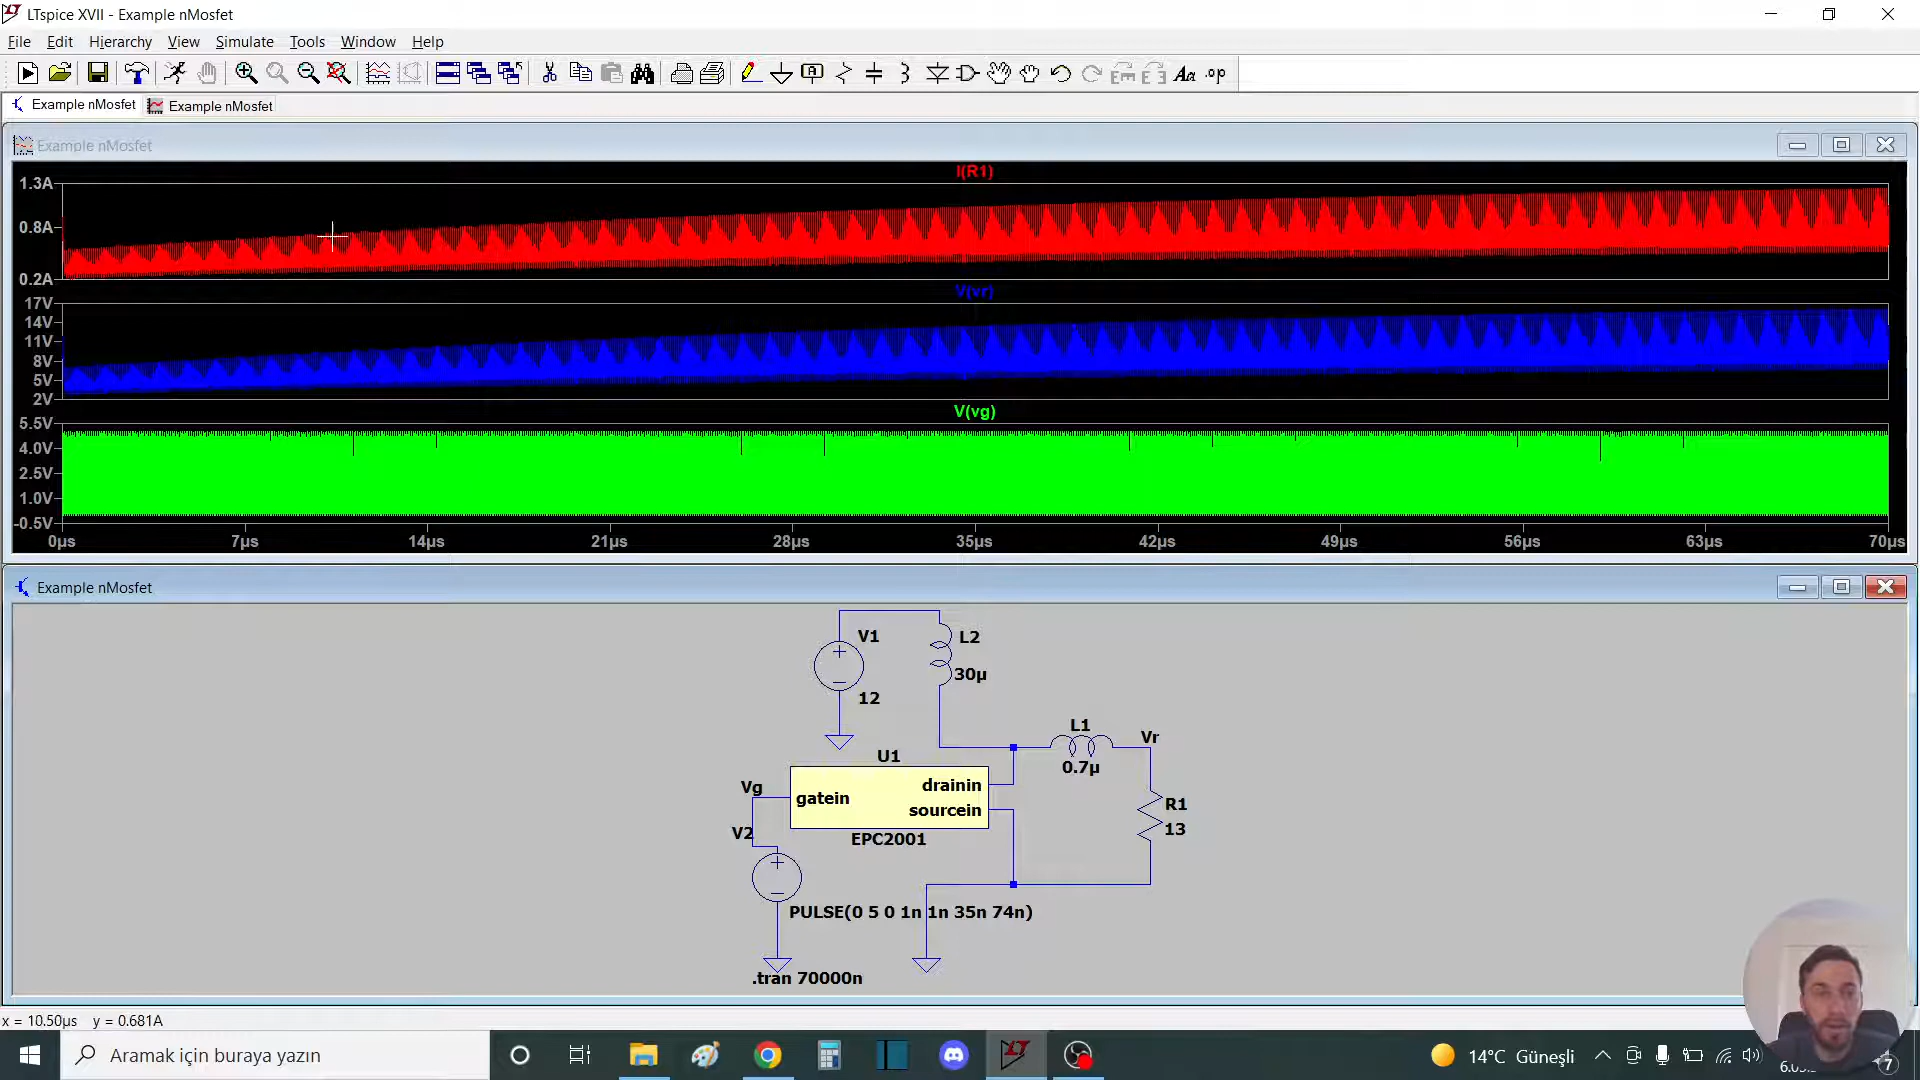 LTspice XVII - Example nMosfet
File Edit Hierarchy View Simulate Tools Window Help
Aa .op
Example nMosfet Example nMosfet
Example nMosfet
I(R1)
1.3A
0.8A
0.2A
V(vr)
17V
14V
11V
8V
5V
2V
V(vg)
5.5V
4.0V
2.5V
1.0V
-0.5V
0µs 7µs 14µs 21µs 28µs 35µs 42µs 49µs 56µs 63µs 70µs
Example nMosfet
V1
L2
30µ
12
L1
Vr
U1
0.7µ
Vg
drainin
gatein
sourcein
R1
V2
EPC2001
13
PULSE(0 5 0 1n 1n 35n 74n)
.tran 70000n
x = 10.50µs y = 0.681A
Aramak için buraya yazın
14°C Güneşli
7